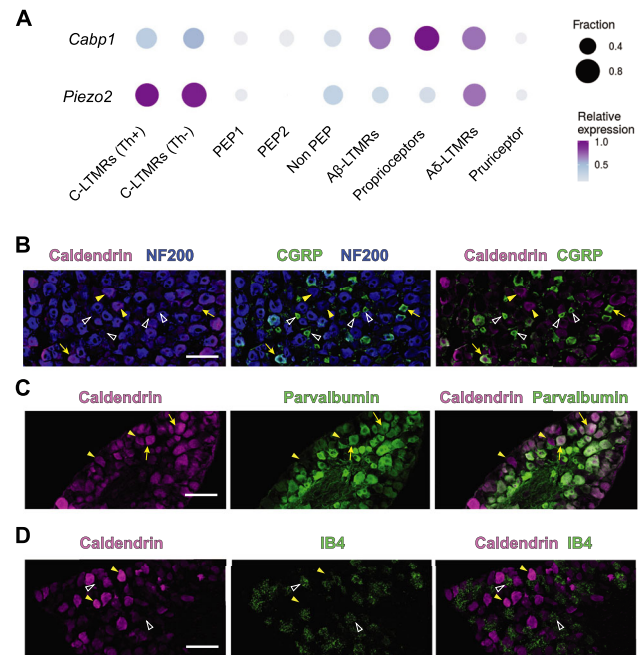 A
Fraction
Cabp1
0.4
0.8
Piezo2
Relative
expression
1.0
0.5
C-LTMRs (Th+)
C-LTMRs (Th-)
PEP1
PEP2
Non PEP
Aβ-LTMRs
Proprioceptors
Aδ-LTMRs
Pruriceptor
B
Caldendrin NF200
CGRP NF200
Caldendrin CGRP
C
Caldendrin
Parvalbumin
Caldendrin Parvalbumin
D
Caldendrin
IB4
Caldendrin IB4